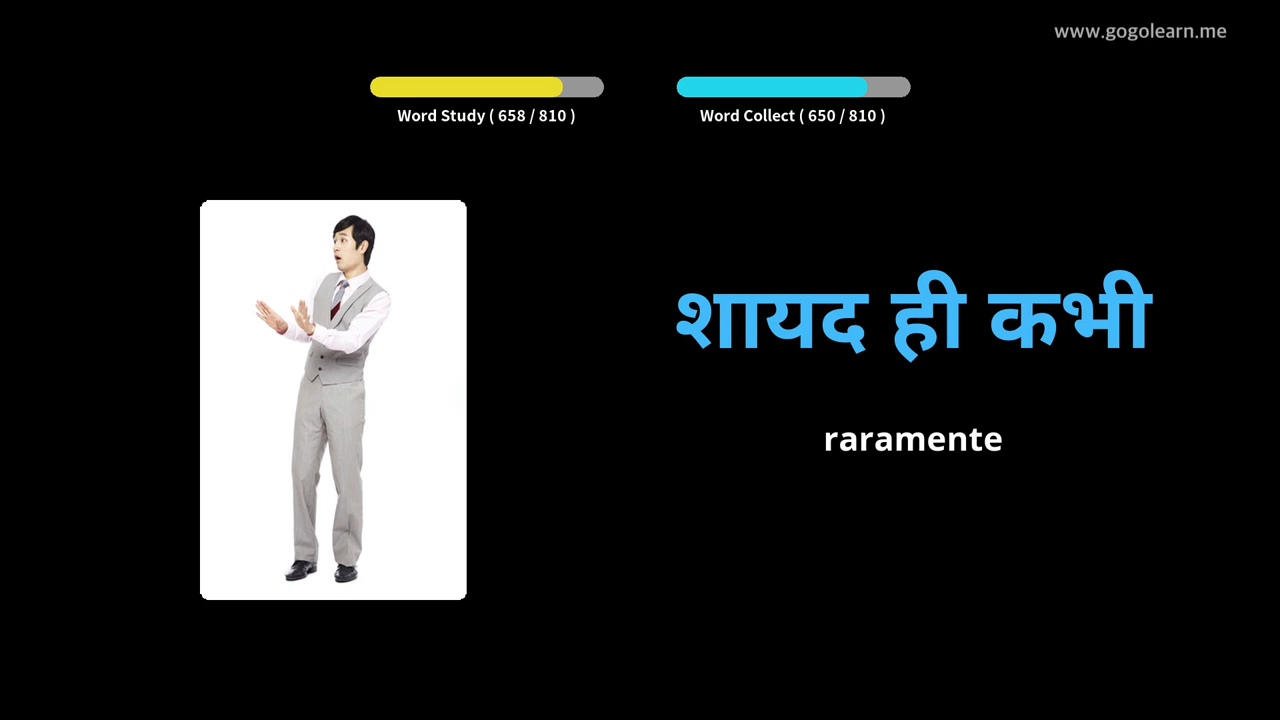 www.gogolearn.me
Word Study ( 658 / 810 )
Word Collect ( 650 / 810 )
शायद ही कभी
raramente